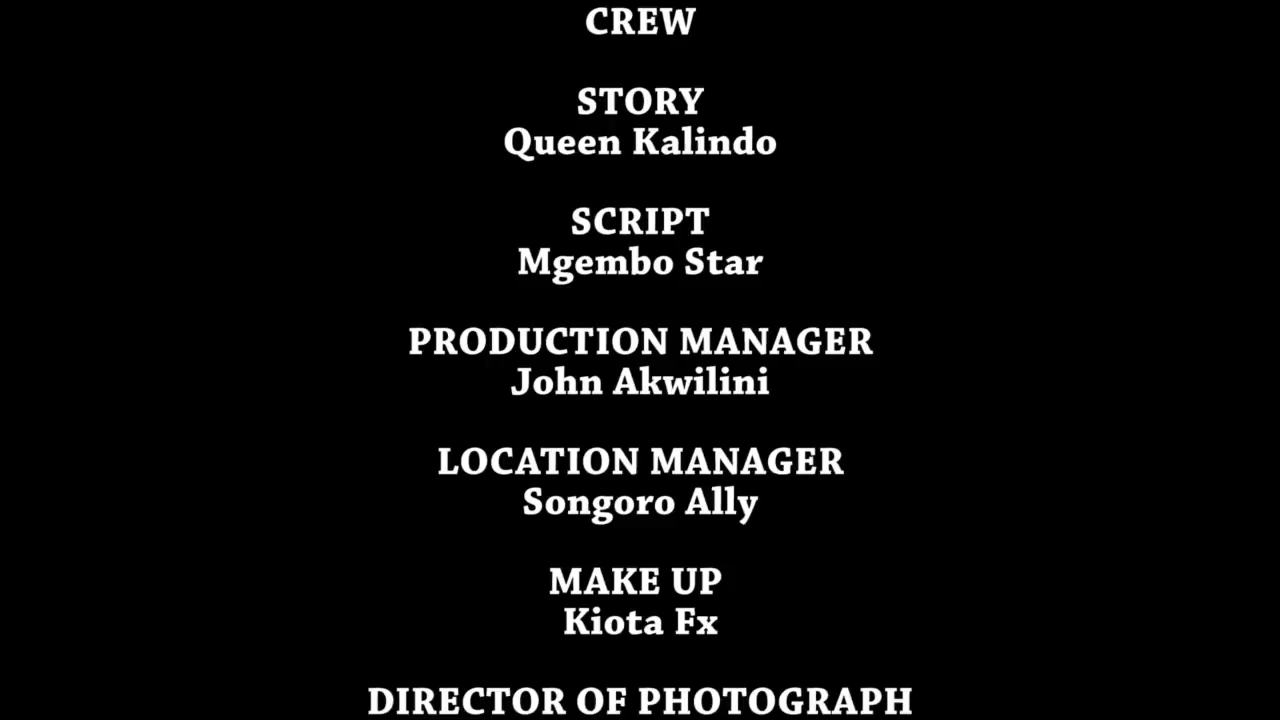 CREW
STORY
Queen Kalindo
SCRIPT
Mgembo Star
PRODUCTION MANAGER
John Akwilini
LOCATION MANAGER
Songoro Ally
MAKE UP
Kiota Fx
DIRECTOR OF PHOTOGRAPH